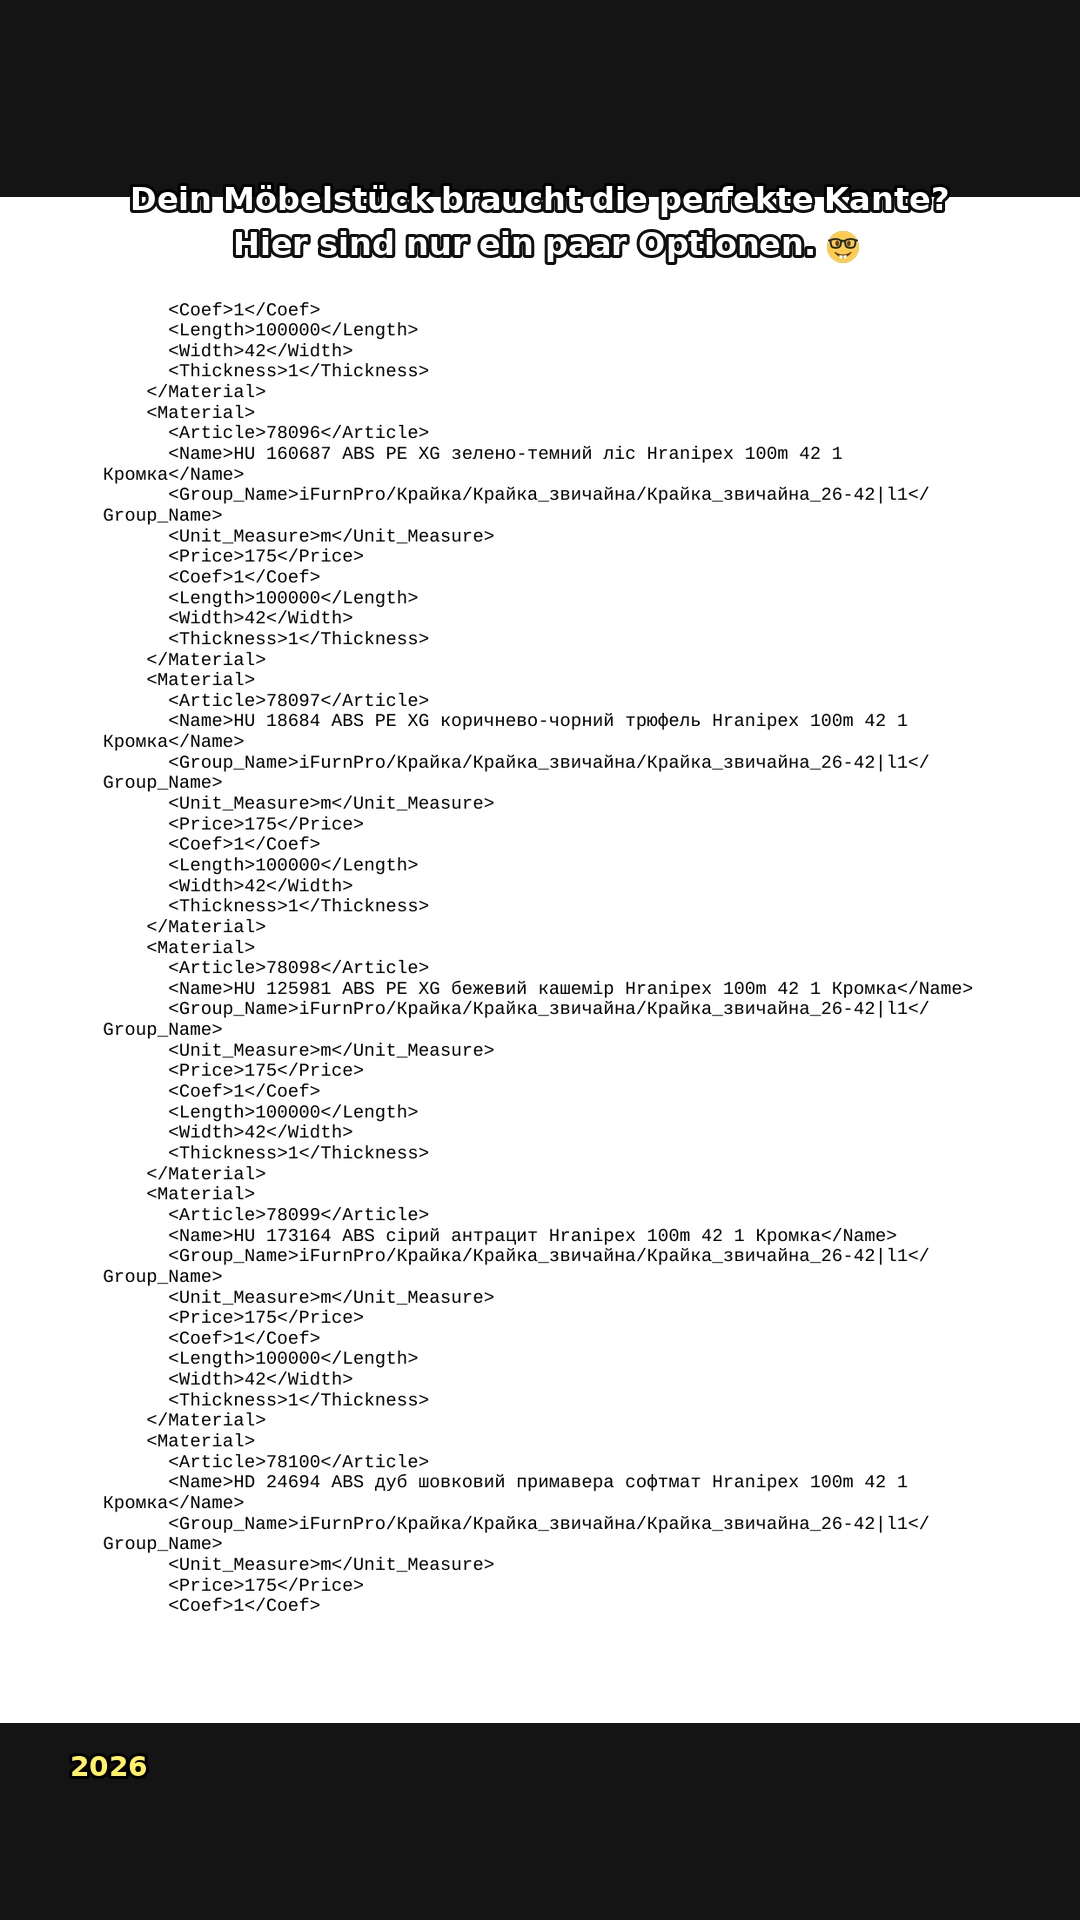 Dein Möbelstück braucht die perfekte Kante?
Hier sind nur ein paar Optionen. 🤓
<Coef>1</Coef>
<Length>100000</Length>
<Width>42</Width>
<Thickness>1</Thickness>
</Material>
<Material>
<Article>78096</Article>
<Name>HU 160687 ABS PE XG зелено-темний ліс Hranipex 100m 42 1
Кромка</Name>
<Group_Name>iFurnPro/Крайка/Крайка_звичайна/Крайка_звичайна_26-42|l1</
Group_Name>
<Unit_Measure>m</Unit_Measure>
<Price>175</Price>
<Coef>1</Coef>
<Length>100000</Length>
<Width>42</Width>
<Thickness>1</Thickness>
</Material>
<Material>
<Article>78097</Article>
<Name>HU 18684 ABS PE XG коричнево-чорний трюфель Hranipex 100m 42 1
Кромка</Name>
<Group_Name>iFurnPro/Крайка/Крайка_звичайна/Крайка_звичайна_26-42|l1</
Group_Name>
<Unit_Measure>m</Unit_Measure>
<Price>175</Price>
<Coef>1</Coef>
<Length>100000</Length>
<Width>42</Width>
<Thickness>1</Thickness>
</Material>
<Material>
<Article>78098</Article>
<Name>HU 125981 ABS PE XG бежевий кашемір Hranipex 100m 42 1 Кромка</Name>
<Group_Name>iFurnPro/Крайка/Крайка_звичайна/Крайка_звичайна_26-42|l1</
Group_Name>
<Unit_Measure>m</Unit_Measure>
<Price>175</Price>
<Coef>1</Coef>
<Length>100000</Length>
<Width>42</Width>
<Thickness>1</Thickness>
</Material>
<Material>
<Article>78099</Article>
<Name>HU 173164 ABS сірий антрацит Hranipex 100m 42 1 Кромка</Name>
<Group_Name>iFurnPro/Крайка/Крайка_звичайна/Крайка_звичайна_26-42|l1</
Group_Name>
<Unit_Measure>m</Unit_Measure>
<Price>175</Price>
<Coef>1</Coef>
<Length>100000</Length>
<Width>42</Width>
<Thickness>1</Thickness>
</Material>
<Material>
<Article>78100</Article>
<Name>HD 24694 ABS дуб шовковий примавера софтмат Hranipex 100m 42 1
Кромка</Name>
<Group_Name>iFurnPro/Крайка/Крайка_звичайна/Крайка_звичайна_26-42|l1</
Group_Name>
<Unit_Measure>m</Unit_Measure>
<Price>175</Price>
<Coef>1</Coef>
2026